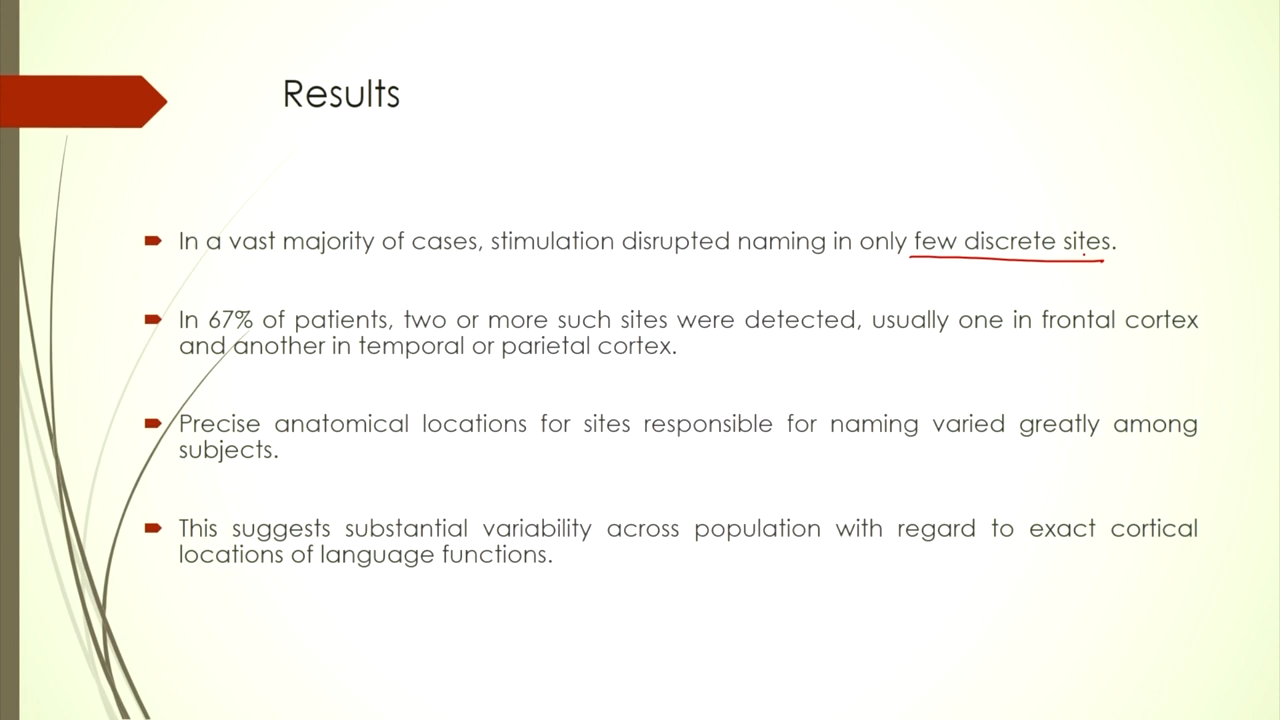 Results
In a vast majority of cases, stimulation disrupted naming in only few discrete sites.
In 67% of patients, two or more such sites were detected, usually one in frontal cortex
and another in temporal or parietal cortex.
Precise anatomical locations for sites responsible for naming varied greatly among
subjects.
This suggests substantial variability across population with regard to exact cortical
locations of language functions.